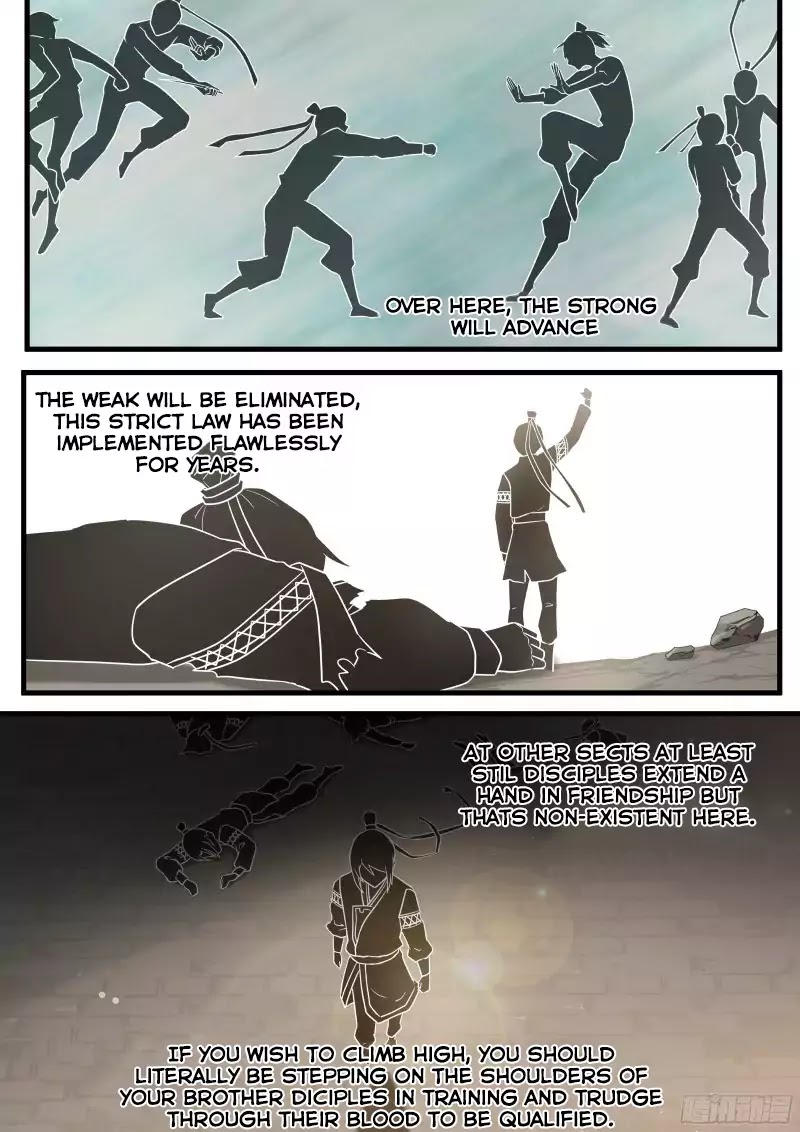 OVER HERE, THE STRONG
WILL ADVANCE
THE WEAK WILL BE ELIMINATED,
THIS STRICT LAW HAS BEEN
IMPLEMENTED FLAWLESSLY
FOR YEARS.
AT OTHER SECTS AT LEAST
STIL DISCIPLES EXTEND A
HAND IN FRIENDSHIP BUT
THATS NON-EXISTENT HERE.
IF YOU WISH TO CLIMB HIGH, YOU SHOULD
LITERALLY BE STEPPING ON THE SHOULDERS OF
YOUR BROTHER DICIPLES IN TRAINING AND TRUDGE
THROUGH THEIR BLOOD TO BE QUALIFIED.